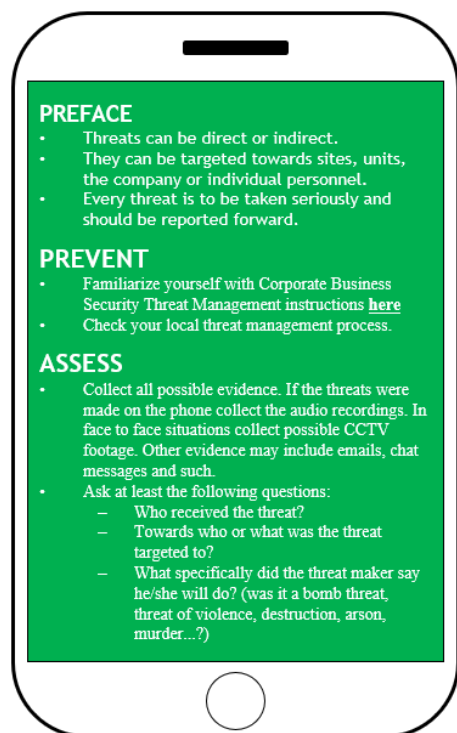 PREFACE
• Threats can be direct or indirect.
• They can be targeted towards sites, units,
the company or individual personnel.
• Every threat is to be taken seriously and
should be reported forward.
PREVENT
• Familiarize yourself with Corporate Business
Security Threat Management instructions here
• Check your local threat management process.
ASSESS
• Collect all possible evidence. If the threats were
made on the phone collect the audio recordings. In
face to face situations collect possible CCTV
footage. Other evidence may include emails, chat
messages and such.
• Ask at least the following questions:
– Who received the threat?
– Towards who or what was the threat
targeted to?
– What specifically did the threat maker say
he/she will do? (was it a bomb threat,
threat of violence, destruction, arson,
murder...?)